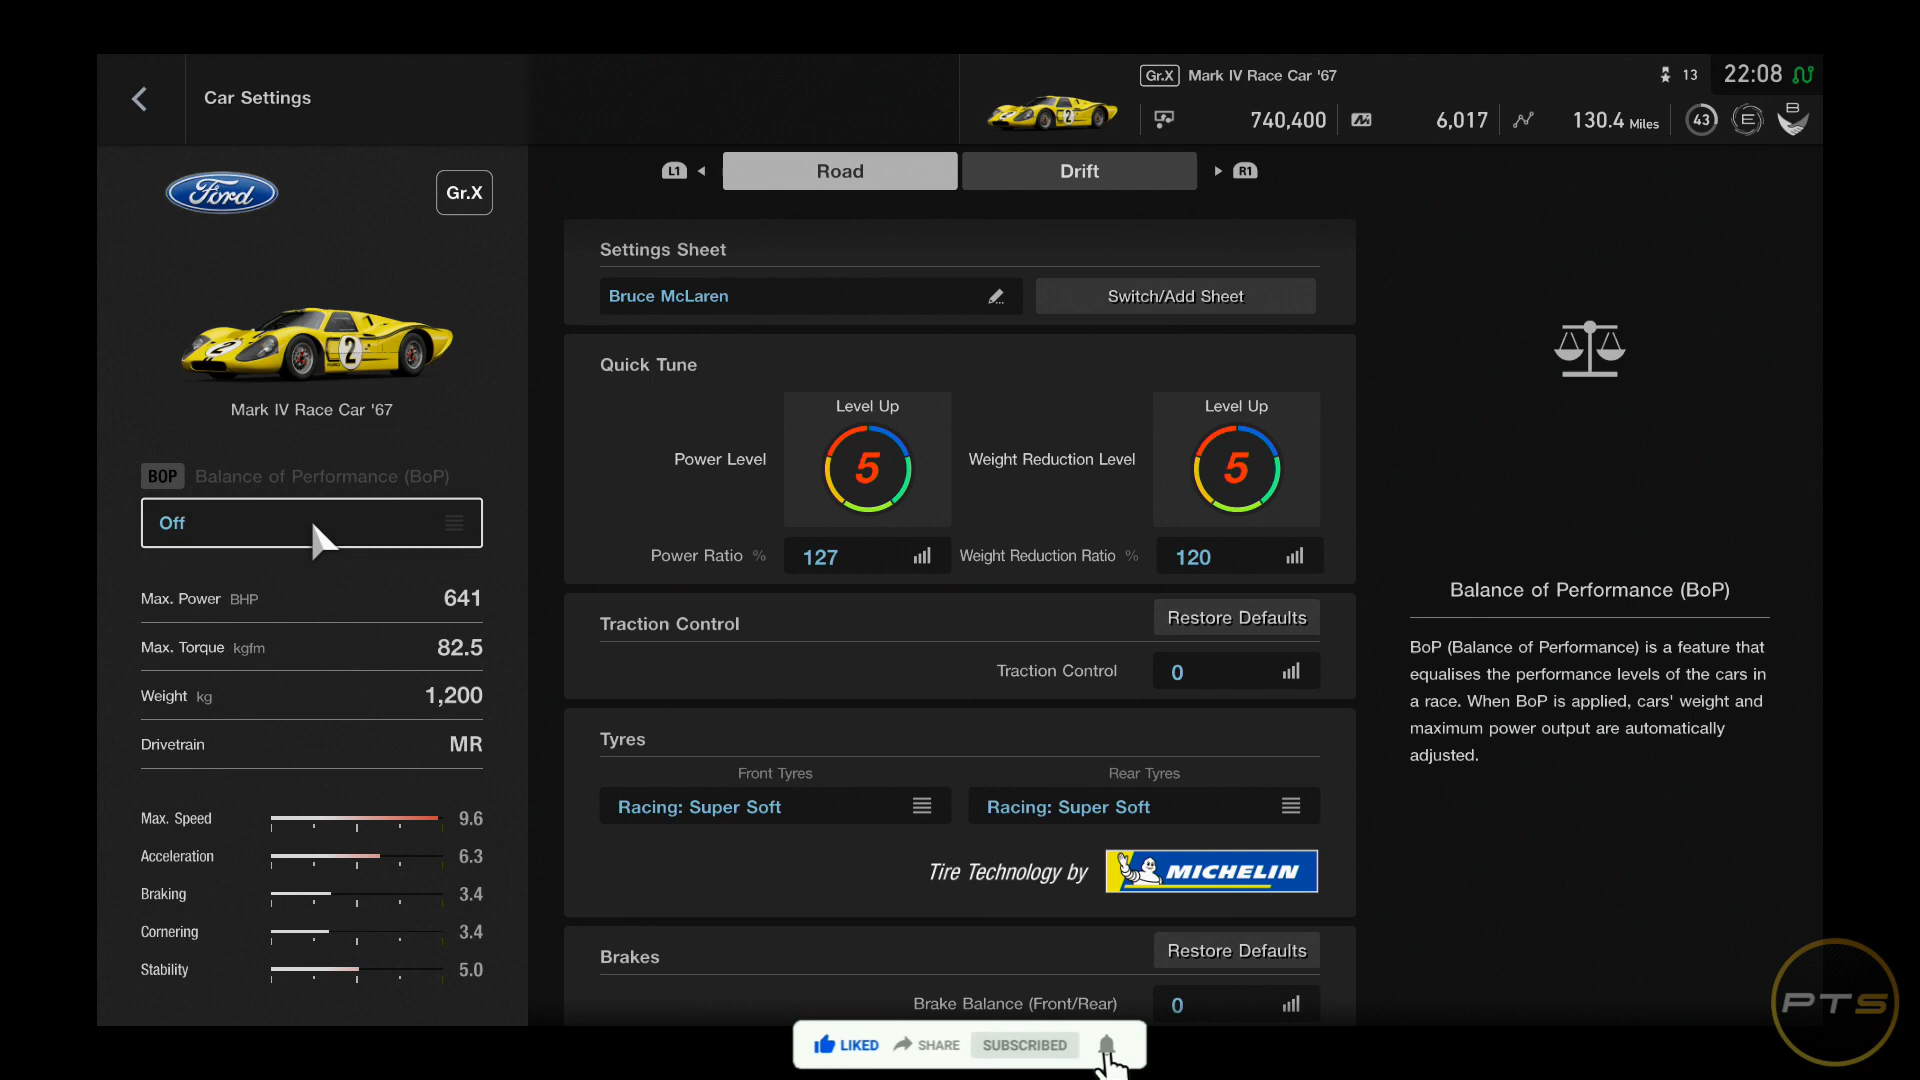 Car Settings
Gr.X Mark IV Race Car '67
13
22:08
740,400
6,017
130.4 Miles
43
E
B
Ford
Gr.X
2
2
Mark IV Race Car '67
BOP Balance of Performance (BoP)
Off
Max. Power BHP 641
Max. Torque kgfm 82.5
Weight kg 1,200
Drivetrain MR
Max. Speed 9.6
Acceleration 6.3
Braking 3.4
Cornering 3.4
Stability 5.0
L1 Road Drift R1
Settings Sheet
Bruce McLaren Switch/Add Sheet
Quick Tune
Level Up Level Up
Power Level 5 Weight Reduction Level 5
Power Ratio % 127 Weight Reduction Ratio % 120
Traction Control Restore Defaults
Traction Control 0
Tyres
Front Tyres Rear Tyres
Racing: Super Soft Racing: Super Soft
Tire Technology by MICHELIN
Brakes Restore Defaults
Brake Balance (Front/Rear) 0
Balance of Performance (BoP)
BoP (Balance of Performance) is a feature that
equalises the performance levels of the cars in
a race. When BoP is applied, cars' weight and
maximum power output are automatically
adjusted.
LIKED SHARE SUBSCRIBED
PTS